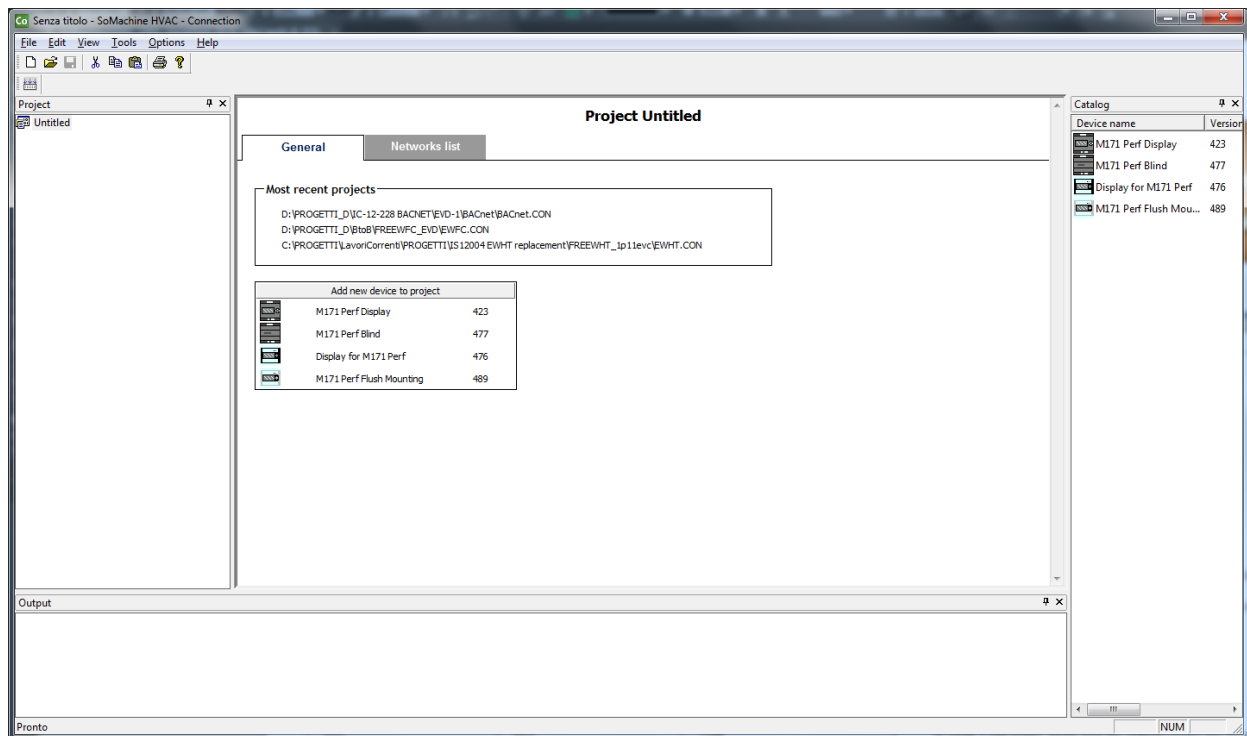 Co Senza titolo - SoMachine HVAC - Connection
File Edit View Tools Options Help
Project
Untitled
Project Untitled
General Networks list
Most recent projects
D:\PROGETTI_D\IC-12-228 BACNET\EVD-1\BACnet\BACnet.CON
D:\PROGETTI_D\BtoB\FREEWFC_EVD\EWFC.CON
C:\PROGETTI\LavoriCorrenti\PROGETTI\IS12004 EWHT replacement\FREEWHT_1p11evc\EWHT.CON
Add new device to project
M171 Perf Display 423
M171 Perf Blind 477
Display for M171 Perf 476
M171 Perf Flush Mounting 489
Catalog
Device name Version
M171 Perf Display 423
M171 Perf Blind 477
Display for M171 Perf 476
M171 Perf Flush Mou... 489
Output
Pronto
NUM